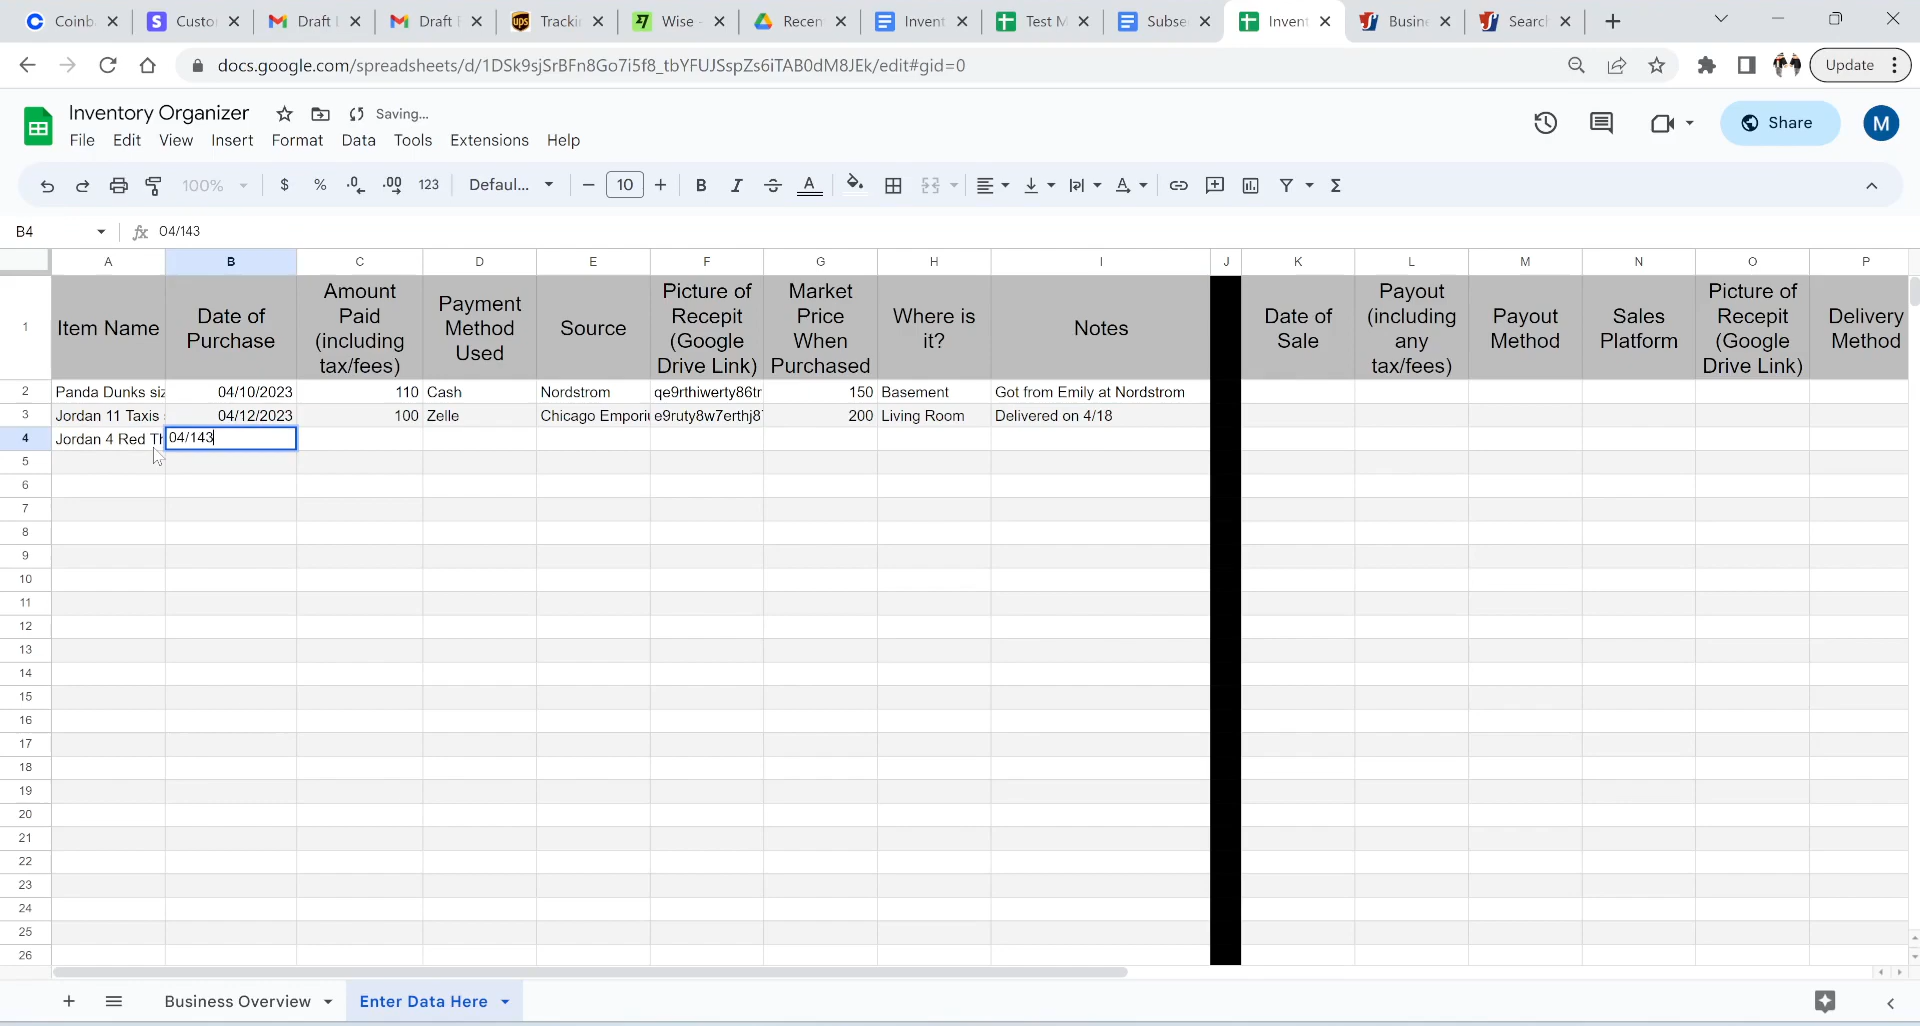 Coinb
Custo
Draft
Draft
ups
Tracki
Wise
Recen
Invent
Test M
Subse
Invent
Busine
Search
docs.google.com/spreadsheets/d/1DSk9sjSrBFn8Go7i5f8_tbYFUJSspZs6iTAB0dM8JEk/edit#gid=0
Update
Inventory Organizer
Saving...
File Edit View Insert Format Data Tools Extensions Help
Share
M
100% $ % .0 .00 123 Defaul... − 10 + B I A A Σ
B4
fx 04/143
A B C D E F G H I J K L M N O P
1
Item Name
Date of
Purchase
Amount
Paid
(including
tax/fees)
Payment
Method
Used
Source
Picture of
Recepit
(Google
Drive Link)
Market
Price
When
Purchased
Where is
it?
Notes
Date of
Sale
Payout
(including
any
tax/fees)
Payout
Method
Sales
Platform
Picture of
Recepit
(Google
Drive Link)
Delivery
Method
2 Panda Dunks siz 04/10/2023 110 Cash Nordstrom qe9rthiwerty86tr 150 Basement Got from Emily at Nordstrom
3 Jordan 11 Taxis 04/12/2023 100 Zelle Chicago Empori e9ruty8w7erthj8 200 Living Room Delivered on 4/18
4 Jordan 4 Red Th 04/143
5
6
7
8
9
10
11
12
13
14
15
16
17
18
19
20
21
22
23
24
25
26
Business Overview
Enter Data Here